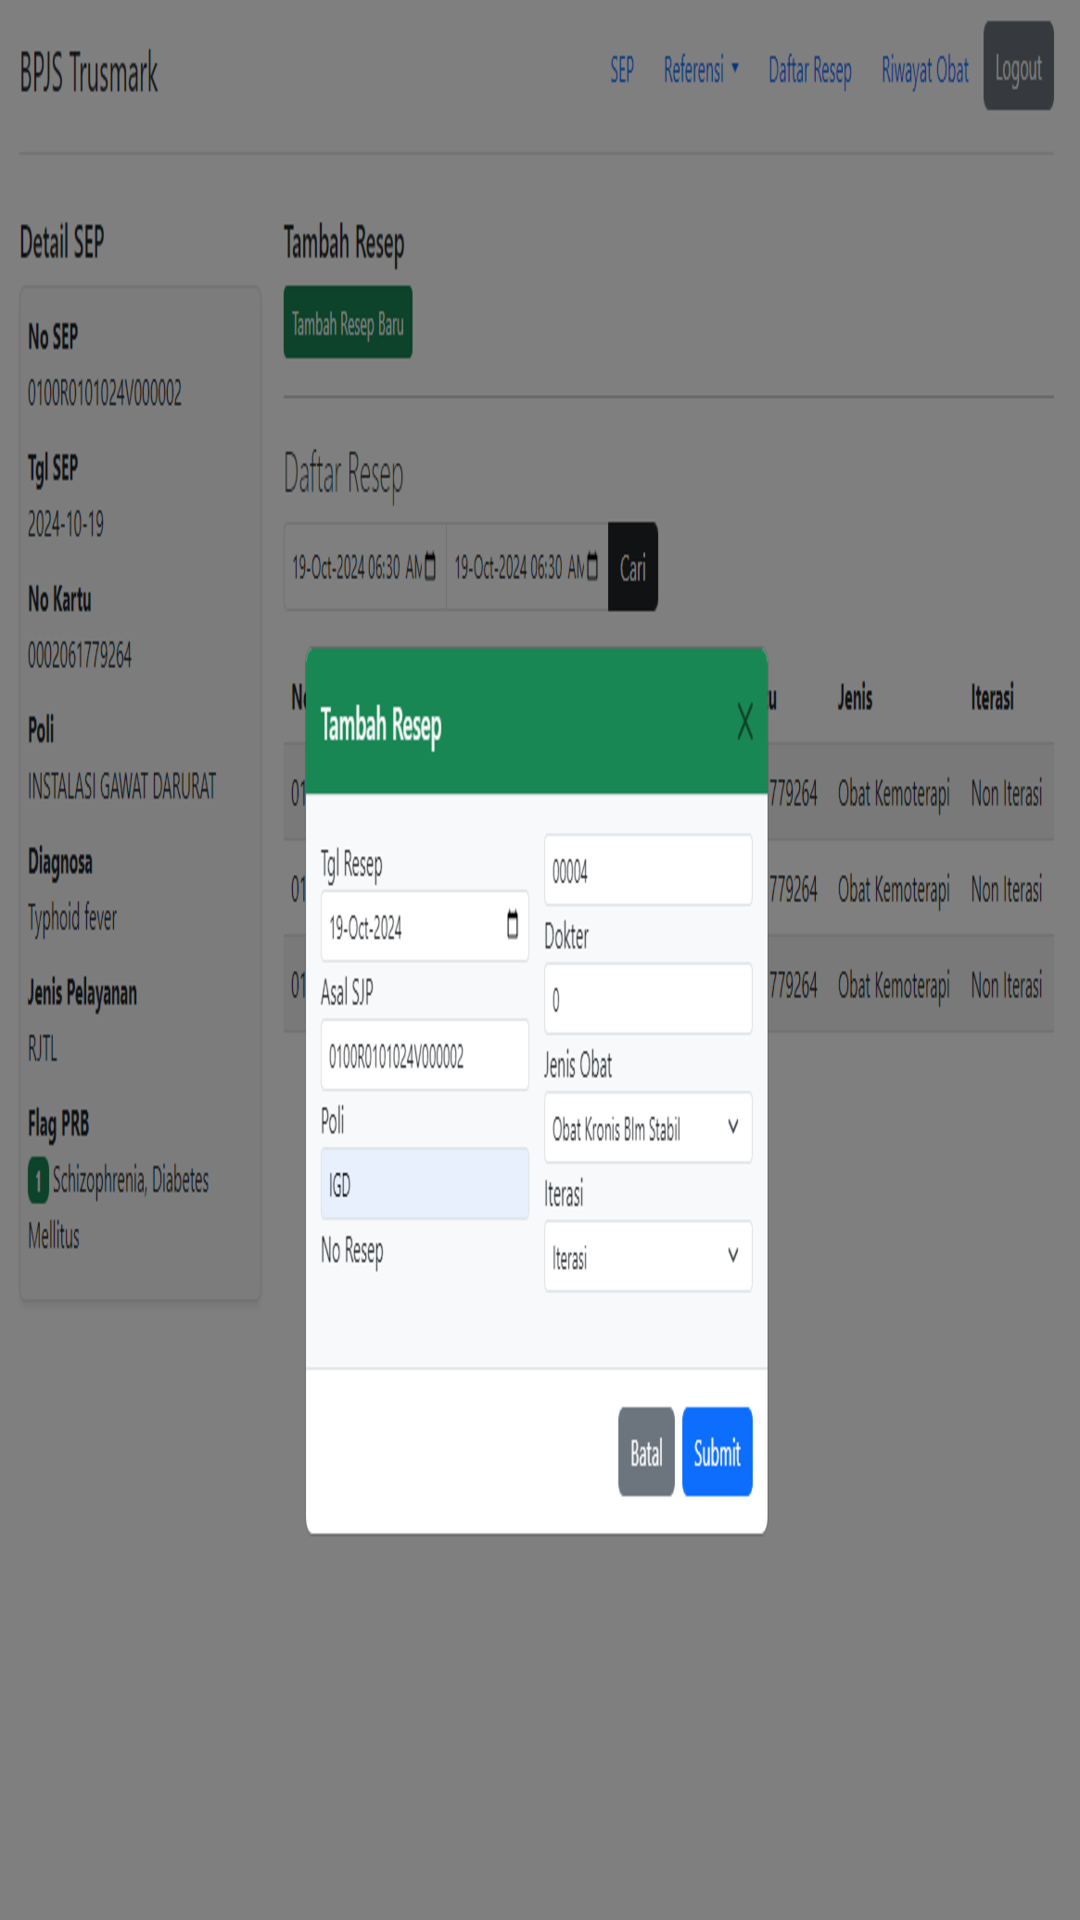 BPJS Trusmark
SEP Referensi Daftar Resep Riwayat Obat Logout
Detail SEP
No SEP
0100R0101024V000002
Tgl SEP
2024-10-19
No Kartu
0002061779264
Poli
INSTALASI GAWAT DARURAT
Diagnosa
Typhoid fever
Jenis Pelayanan
RJTL
Flag PRB
1 Schizophrenia, Diabetes
Mellitus
Tambah Resep
Tambah Resep Baru
Daftar Resep
19-Oct-2024 06:30 AM 19-Oct-2024 06:30 AM Cari
Jenis Iterasi
01 779264 Obat Kemoterapi Non Iterasi
01 779264 Obat Kemoterapi Non Iterasi
01 779264 Obat Kemoterapi Non Iterasi
Tambah Resep
Tgl Resep
19-Oct-2024
Asal SJP
0100R0101024V000002
Poli
IGD
No Resep
00004
Dokter
0
Jenis Obat
Obat Kronis Blm Stabil
Iterasi
Iterasi
Batal Submit